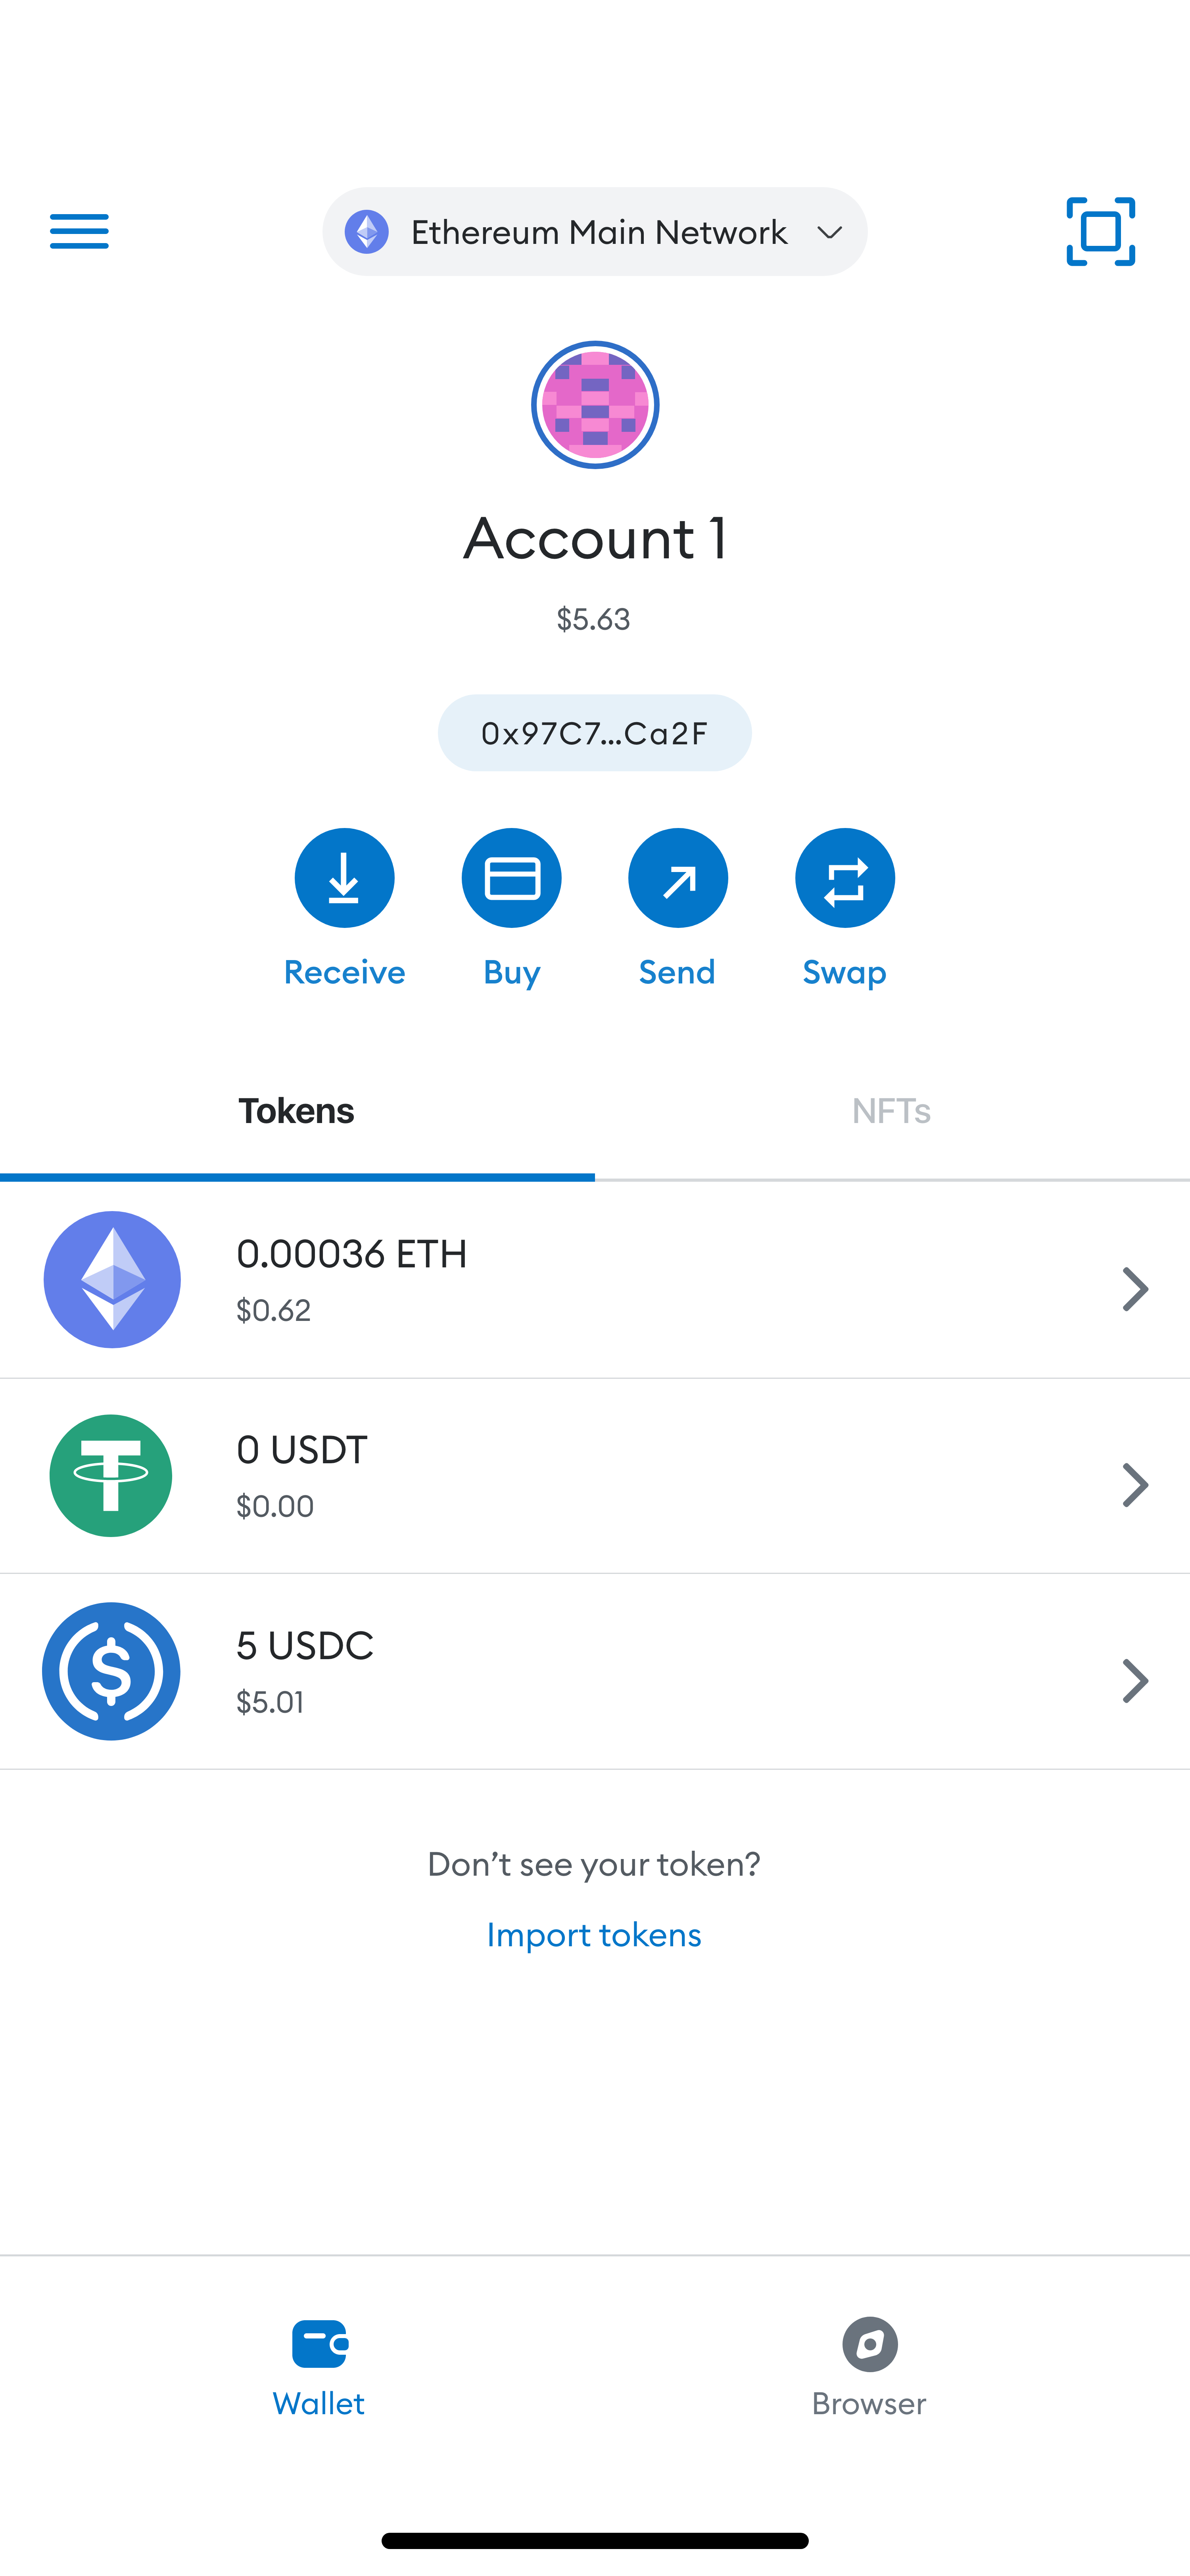 Ethereum Main Network
Account 1
$5.63
0x97C7...Ca2F
Receive Buy Send Swap
Tokens NFTs
0.00036 ETH
$0.62
0 USDT
$0.00
5 USDC
$5.01
Don’t see your token?
Import tokens
Wallet Browser